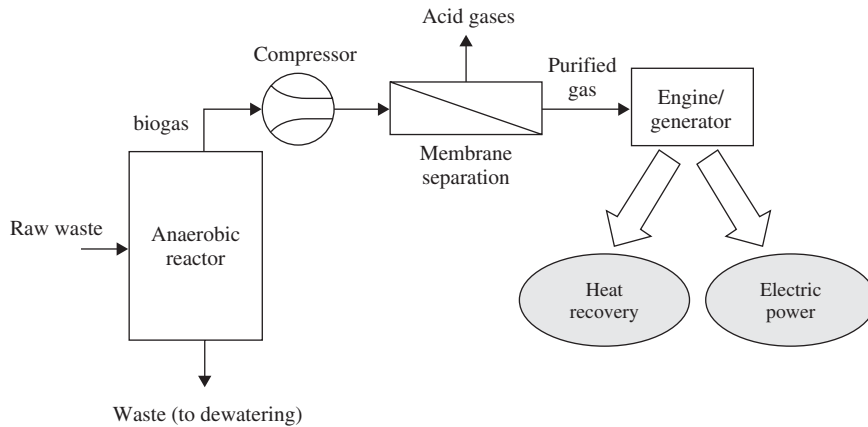 Acid gases
Compressor
Purified
gas
Engine/
generator
biogas
Membrane
separation
Raw waste
Anaerobic
reactor
Heat
recovery
Electric
power
Waste (to dewatering)